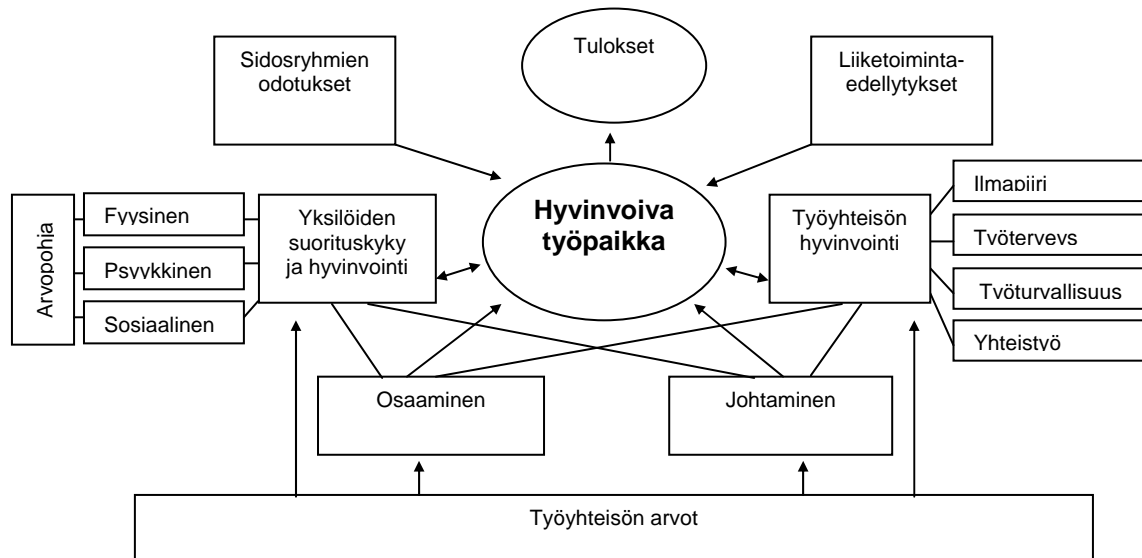 Tulokset
Sidosryhmien
odotukset
Liiketoiminta-
edellytykset
Hyvinvoiva
työpaikka
Arvopohja
Fyysinen
Psyykkinen
Sosiaalinen
Yksilöiden
suorituskyky
ja hyvinvointi
Työyhteisön
hyvinvointi
Ilmapiiri
Työterveys
Työturvallisuus
Yhteistyö
Osaaminen
Johtaminen
Työyhteisön arvot